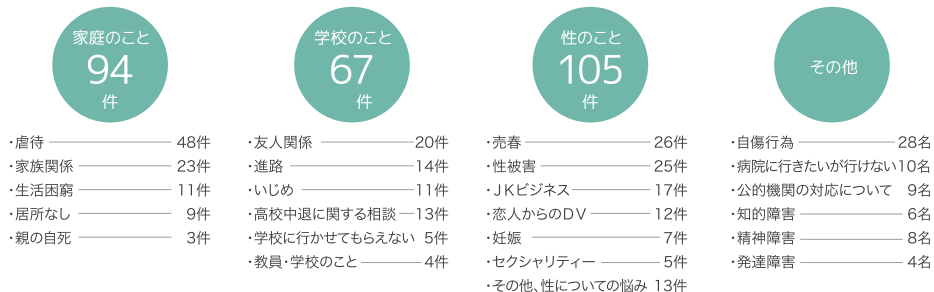 家庭のこと
94
件
・虐待 48件
・家族関係 23件
・生活困窮 11件
・居所なし 9件
・親の自死 3件
学校のこと
67
件
・友人関係 20件
・進路 14件
・いじめ 11件
・高校中退に関する相談 13件
・学校に行かせてもらえない 5件
・教員・学校のこと 4件
性のこと
105
件
・売春 26件
・性被害 25件
・JKビジネス 17件
・恋人からのDV 12件
・妊娠 7件
・セクシャリティー 5件
・その他、性についての悩み 13件
その他
・自傷行為 28名
・病院に行きたいが行けない10名
・公的機関の対応について 9名
・知的障害 6名
・精神障害 8名
・発達障害 4名